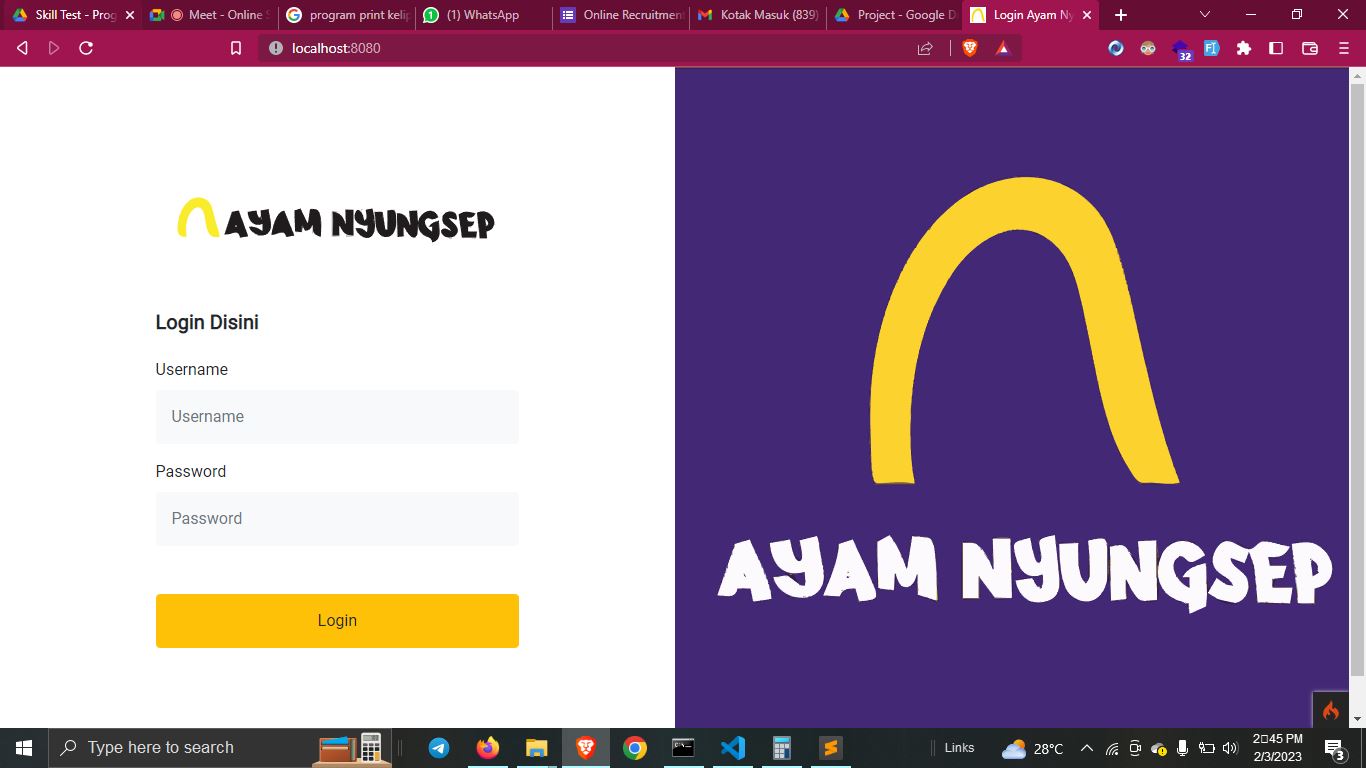 Skill Test - Prog
Meet - Online S
program print kelip
(1) WhatsApp
Online Recruitment
Kotak Masuk (839)
Project - Google D
Login Ayam Ny
localhost:8080
32
AYAM NYUNGSEP
Login Disini
Username
Username
Password
Password
Login
AYAM NYUNGSEP
Type here to search
Links
28°C
2□45 PM
2/3/2023
3